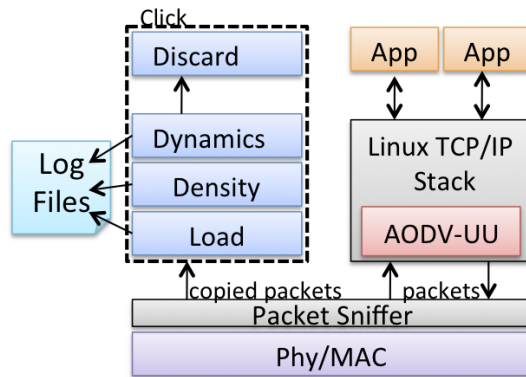 Click
Discard
App
App
Dynamics
Density
Load
Log
Files
Linux TCP/IP
Stack
AODV-UU
copied packets
packets
Packet Sniffer
Phy/MAC